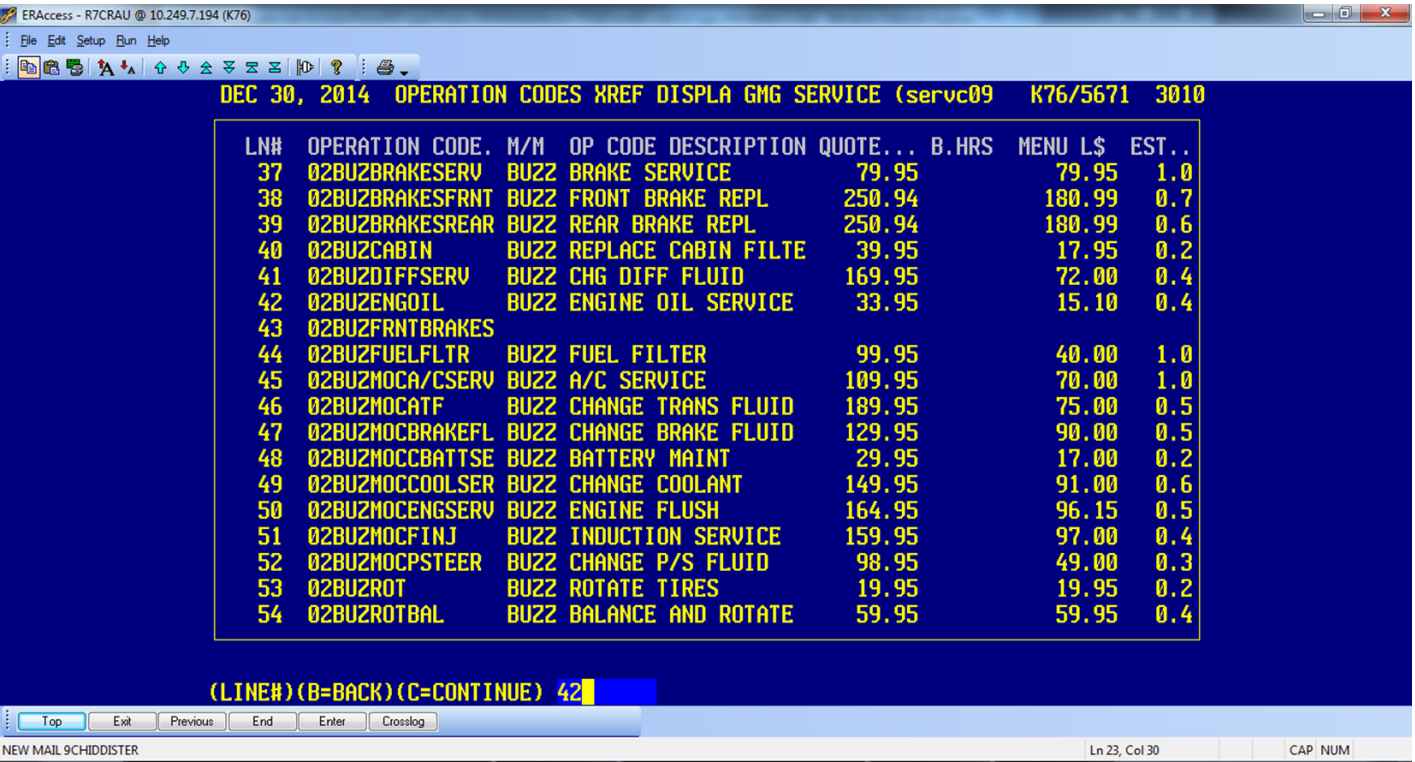 ERAccess - R7CRAU @ 10.249.7.194 (K76)
File Edit Setup Run Help
DEC 30, 2014 OPERATION CODES XREF DISPLA GMG SERVICE (servc09 K76/5671 3010
LN# OPERATION CODE. M/M OP CODE DESCRIPTION QUOTE... B.HRS MENU L$ EST..
37 02BUZBRAKESERV BUZZ BRAKE SERVICE 79.95 79.95 1.0
38 02BUZBRAKESFRNT BUZZ FRONT BRAKE REPL 250.94 180.99 0.7
39 02BUZBRAKESREAR BUZZ REAR BRAKE REPL 250.94 180.99 0.6
40 02BUZCABIN BUZZ REPLACE CABIN FILTE 39.95 17.95 0.2
41 02BUZDIFFSERV BUZZ CHG DIFF FLUID 169.95 72.00 0.4
42 02BUZENGOIL BUZZ ENGINE OIL SERVICE 33.95 15.10 0.4
43 02BUZFRNTBRAKES
44 02BUZFUELFLTR BUZZ FUEL FILTER 99.95 40.00 1.0
45 02BUZMOCA/CSERV BUZZ A/C SERVICE 109.95 70.00 1.0
46 02BUZMOCATF BUZZ CHANGE TRANS FLUID 189.95 75.00 0.5
47 02BUZMOCBRAKEFL BUZZ CHANGE BRAKE FLUID 129.95 90.00 0.5
48 02BUZMOCCBATTSE BUZZ BATTERY MAINT 29.95 17.00 0.2
49 02BUZMOCCOOLSER BUZZ CHANGE COOLANT 149.95 91.00 0.6
50 02BUZMOCENGSERV BUZZ ENGINE FLUSH 164.95 96.15 0.5
51 02BUZMOCFINJ BUZZ INDUCTION SERVICE 159.95 97.00 0.4
52 02BUZMOCPSTEER BUZZ CHANGE P/S FLUID 98.95 49.00 0.3
53 02BUZROT BUZZ ROTATE TIRES 19.95 19.95 0.2
54 02BUZROTBAL BUZZ BALANCE AND ROTATE 59.95 59.95 0.4
(LINE#)(B=BACK)(C=CONTINUE) 42
Top Exit Previous End Enter Crosslog
NEW MAIL 9CHIDDISTER Ln 23, Col 30 CAP NUM